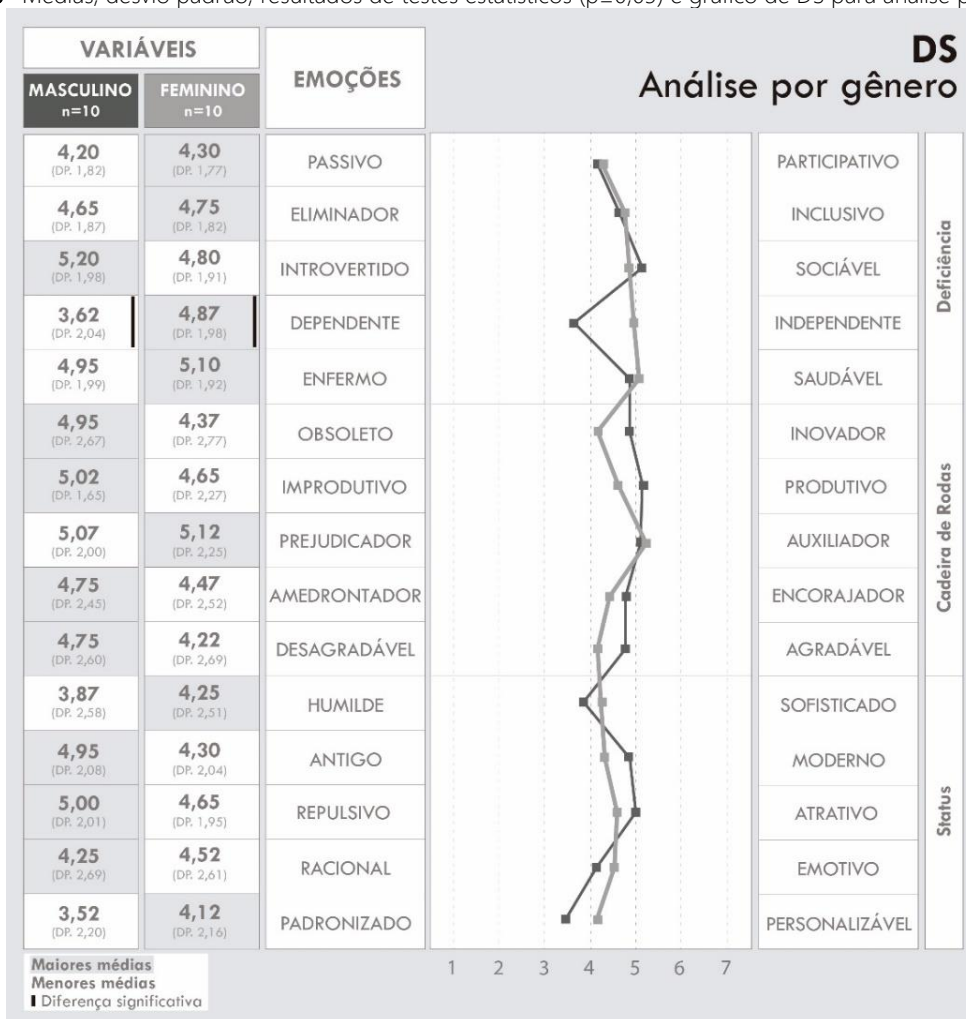 Médias, desvio padrão, resultados de testes estatísticos (p≤0,05) e gráfico de DS para análise p
VARIÁVEIS
MASCULINO
n=10
FEMININO
n=10
EMOÇÕES
DS
Análise por gênero
4,20 4,30 PASSIVO PARTICIPATIVO
(DP. 1,82) (DP. 1,77)
4,65 4,75 ELIMINADOR INCLUSIVO
(DP. 1,87) (DP. 1,82)
5,20 4,80 INTROVERTIDO SOCIÁVEL
(DP. 1,98) (DP. 1,91)
3,62 4,87 DEPENDENTE INDEPENDENTE
(DP. 2,04) (DP. 1,98)
4,95 5,10 ENFERMO SAUDÁVEL
(DP. 1,99) (DP. 1,92)
Deficiência
4,95 4,37 OBSOLETO INOVADOR
(DP. 2,67) (DP. 2,77)
5,02 4,65 IMPRODUTIVO PRODUTIVO
(DP. 1,65) (DP. 2,27)
5,07 5,12 PREJUDICADOR AUXILIADOR
(DP. 2,00) (DP. 2,25)
4,75 4,47 AMEDRONTADOR ENCORAJADOR
(DP. 2,45) (DP. 2,52)
4,75 4,22 DESAGRADÁVEL AGRADÁVEL
(DP. 2,60) (DP. 2,69)
Cadeira de Rodas
3,87 4,25 HUMILDE SOFISTICADO
(DP. 2,58) (DP. 2,51)
4,95 4,30 ANTIGO MODERNO
(DP. 2,08) (DP. 2,04)
5,00 4,65 REPULSIVO ATRATIVO
(DP. 2,01) (DP. 1,95)
4,25 4,52 RACIONAL EMOTIVO
(DP. 2,69) (DP. 2,61)
3,52 4,12 PADRONIZADO PERSONALIZÁVEL
(DP. 2,20) (DP. 2,16)
Status
1 2 3 4 5 6 7
Maiores médias
Menores médias
Diferença significativa